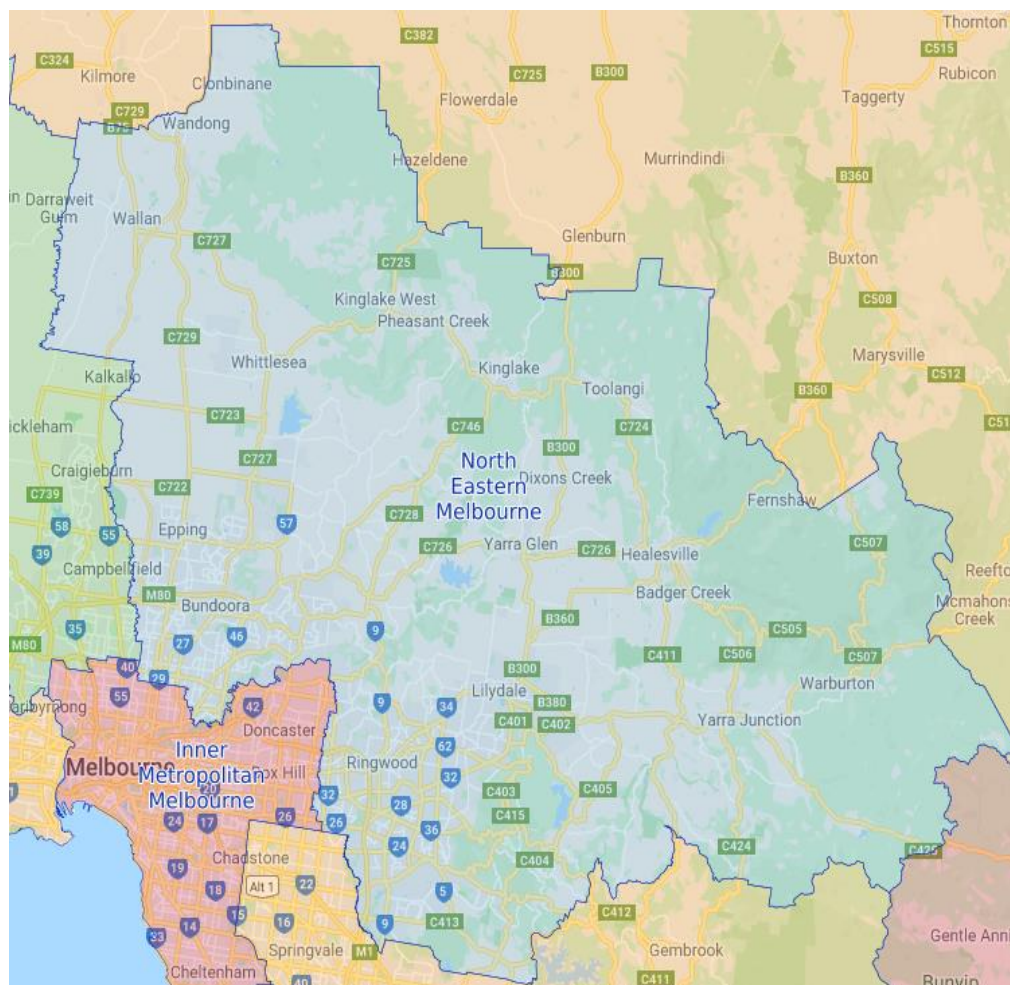 Thornton
C382
C515
C324
Kilmore
C725
B300
Rubicon
Clonbinane
Flowerdale
Taggerty
C729
B75
Wandong
Hazeldene
Murrindindi
B360
Darraweit
Guim
Wallan
C727
Glenburn
C725
B300
Buxton
Kinglake West
C508
Pheasant Creek
C729
Whittlesea
Marysville
Kalkallo
Kinglake
C512
Toolangi
B360
C723
ickleham
C746
C724
B300
C727
North
Eastern
Melbourne
Craigieburn
Dixons Creek
C739
C722
Fernshaw
58
55
Epping
57
C728
C507
39
Yarra Glen
C726
C726
Healesville
Campbellfield
Reefto
M80
Bundoora
Badger Creek
Mcmahons
Creek
B360
35
27
46
9
C505
M80
C411
C506
C507
40
29
B300
Warburton
55
42
9
34
Lilydale
B380
C401
C402
Yarra Junction
Doncaster
Inner
Metropolitan
Melbourne
Melbourne
Box Hill
Ringwood
62
32
20
32
C403
C405
28
26
26
C415
24
17
36
24
Chadstone
C404
C424
C425
19
Alt 1
22
18
5
15
16
9
C413
C412
14
33
Springvale
M1
Gembrook
Gentle Anni
Cheltenham
40
C411
Bunyip